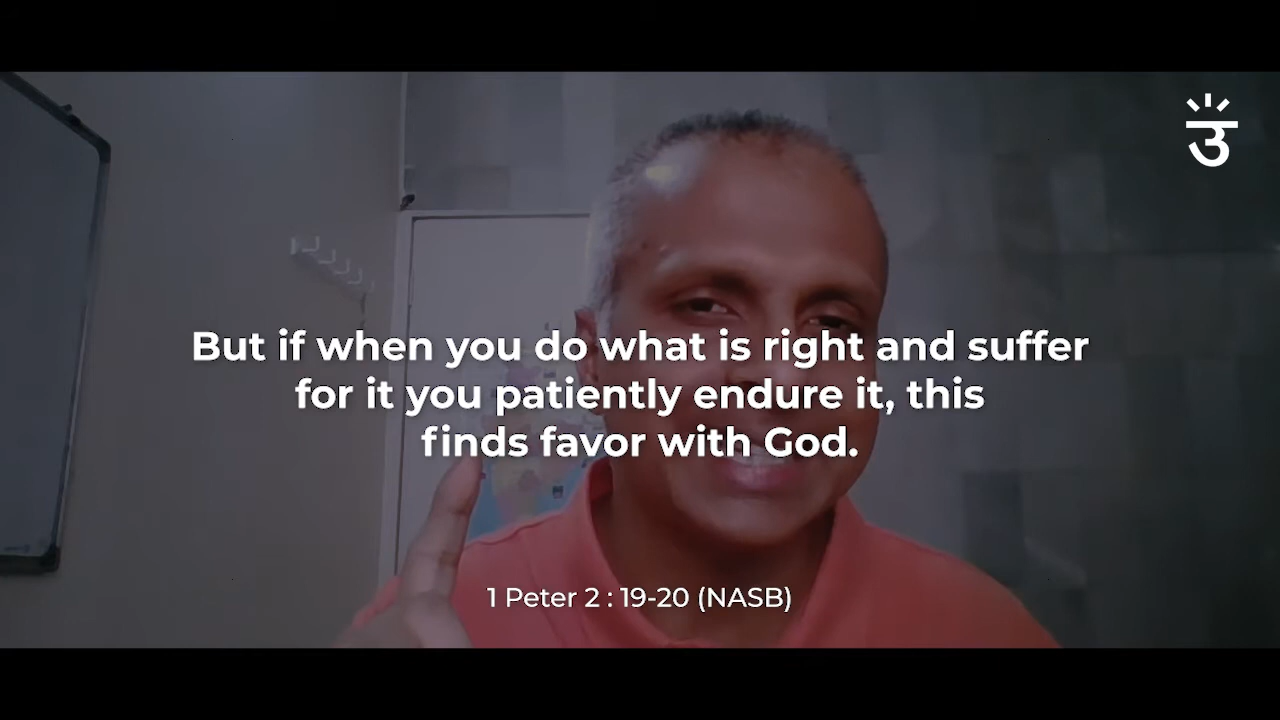 उ
But if when you do what is right and suffer
for it you patiently endure it, this
finds favor with God.
1 Peter 2 : 19-20 (NASB)